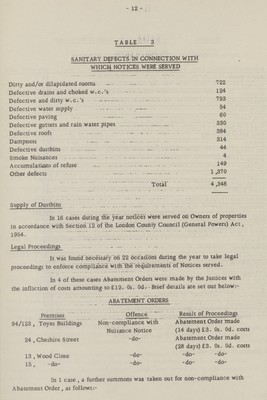 - 12 -
TABLE 3
SANITARY DEFECTS IN CONNECTION WITH
WHICH NOTICES WERE SERVED
Dirty and/or dilapidated rooms 722
Defective drains and choked w.c.'s 124
Defective and dirty w.c.'s 793
Defective water supply 54
Defective paving 60
Defective gutters and rain water pipes 330
Defective roofs 384
Dampness 314
Defective dustbins 44
Smoke Nuisances 4
Accumulations of refuse 149
Other defects 1,370
Total 4,348
Supply of Dustbins
In 16 cases during the year notices were served on Owners of properties
in accordance with Section 12 of the London County Council (General Powers) Act,
1954.
Legal Proceedings
It was found necessary on 22 occasions during the year to take legal
proceedings to enforce compliance with the requirements of Notices served.
In 4 of these cases Abatement Orders were made by the Justices with
the infliction of costs amounting to £12. 0s. 0d. Brief details are set out below:-
ABATEMENT ORDERS
Premises Offence Result of Proceedings
94/123, Toyes Buildings Non-compliance with Abatement Order made
Nuisance Notice (14 days) £3. 0s. 0d. costs
24, Cheshire Street -do- Abatement Order made
(28 days) £3. 0s. 0d. costs
13, Wood Close -do- -do- -do-
15, -do- -do- -do- -do-
In 1 case, a further summons was taken out for non-compliance with
Abatement Order, as follows:-